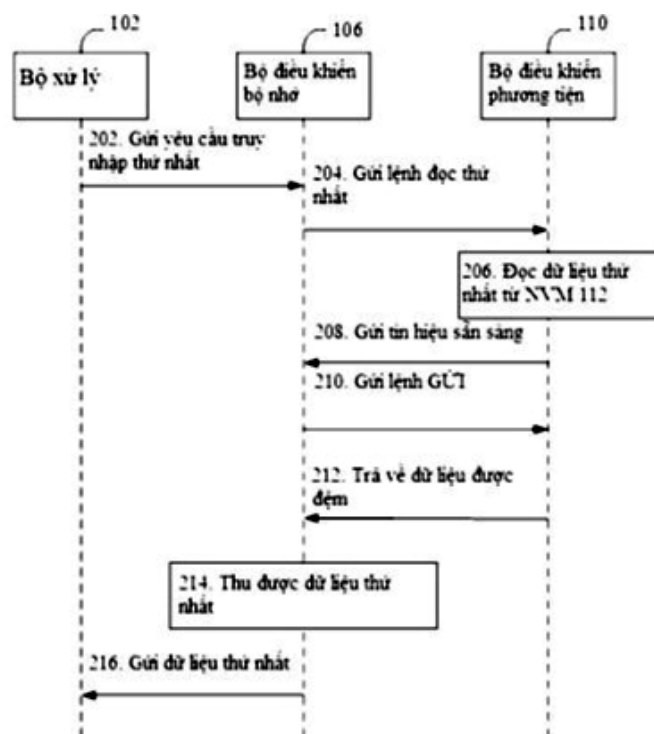 102
106
110
Bộ xử lý
Bộ điều khiển
bộ nhớ
Bộ điều khiển
phương tiện
202. Gửi yêu cầu truy
nhập thứ nhất
204. Gửi lệnh đọc thứ
nhất
206. Đọc dữ liệu thứ
nhất từ NVM 112
208. Gửi tín hiệu sẵn sàng
210. Gửi lệnh GỬI
212. Trả về dữ liệu được
đệm
214. Thu được dữ liệu thứ
nhất
216. Gửi dữ liệu thứ nhất